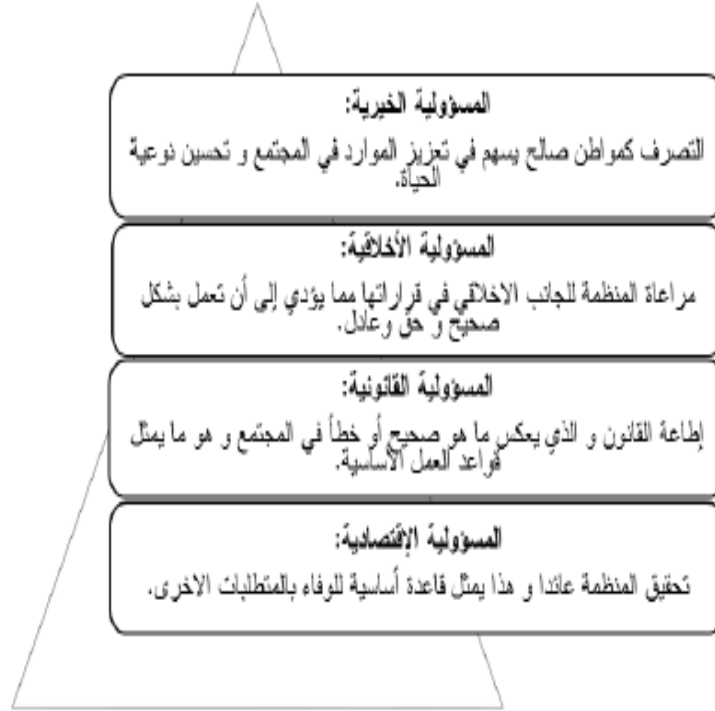 المسؤولية الخيرية:
التصرف كمواطن صالح يسهم في تعزيز الموارد في المجتمع و تحسين نوعية
الحياة.
المسؤولية الأخلاقية:
مراعاة المنظمة للجانب الاخلاقي في قراراتها مما يؤدي إلى أن تعمل بشكل
صحيح و حق وعادل.
المسؤولية القانونية:
إطاعة القانون و الذي يعكس ما هو صحيح أو خطأ في المجتمع و هو ما يمثل
قواعد العمل الأساسية.
المسؤولية الإقتصادية:
تحقيق المنظمة عائدا و هذا يمثل قاعدة أساسية للوفاء بالمتطلبات الاخرى.